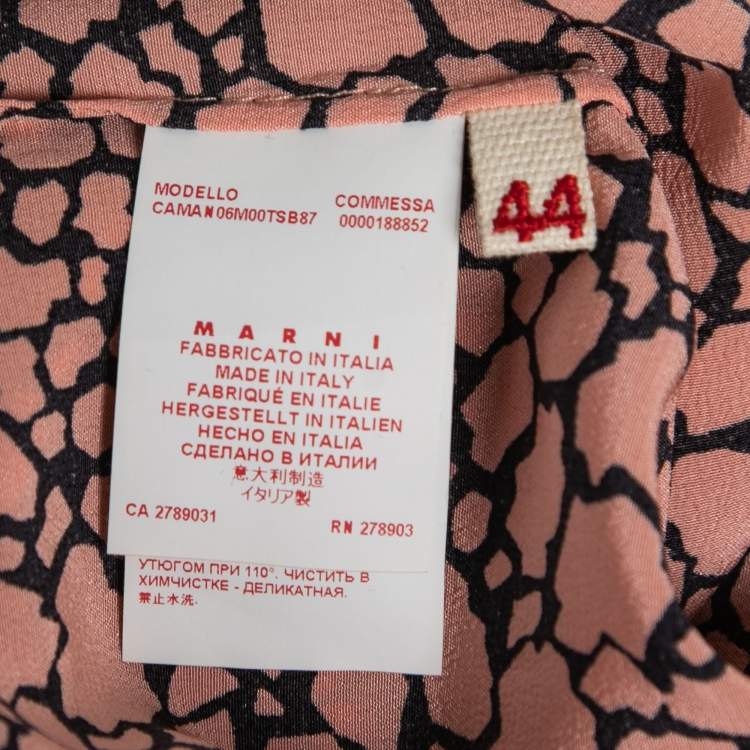 MODELLO
CAMAN06M00TSB87
COMMESSA
0000188852
44
MARNI
FABBRICATO IN ITALIA
MADE IN ITALY
FABRIQUÉ EN ITALIE
HERGESTELLT IN ITALIEN
HECHO EN ITALIA
СДЕЛАНО В ИТАЛИИ
意大利制造
イタリア製
CA 2789031
RN 278903
УТЮГОМ ПРИ 110°. ЧИСТИТЬ В
ХИМЧИСТКЕ - ДЕЛИКАТНАЯ.
禁止水洗.